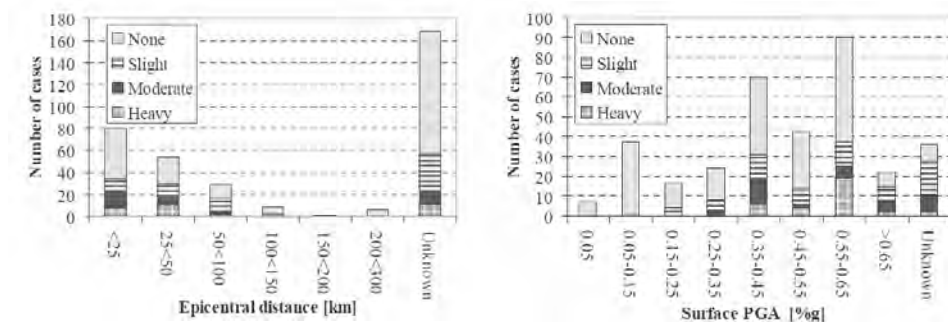 180
160
140
120
100
80
60
40
20
0
Number of cases
None
Slight
Moderate
Heavy
<25
25<50
50<100
100<150
150<200
200<300
Unknown
Epicentral distance [km]
100
90
80
70
60
50
40
30
20
10
0
Number of cases
None
Slight
Moderate
Heavy
0.05
0.05-0.15
0.15-0.25
0.25-0.35
0.35-0.45
0.45-0.55
0.55-0.65
>0.65
Unknown
Surface PGA [%g]